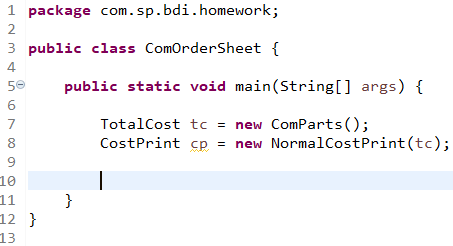 1 package com.sp.bdi.homework;
2
3 public class ComOrderSheet {
4
5     public static void main(String[] args) {
6
7         TotalCost tc = new ComParts();
8         CostPrint cp = new NormalCostPrint(tc);
9
10
11     }
12 }
13